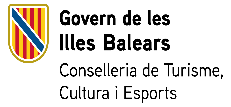 Govern de les
Illes Balears
Conselleria de Turisme,
Cultura i Esports